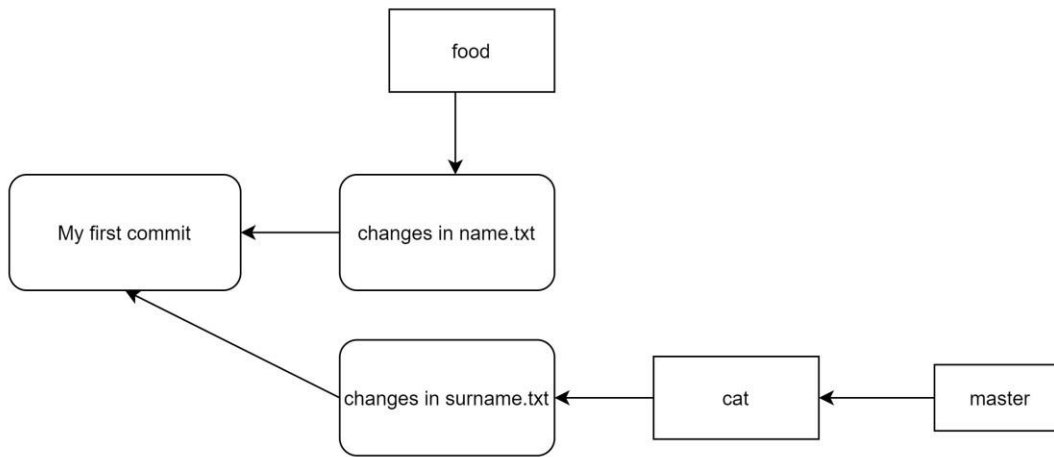 food
My first commit
changes in name.txt
changes in surname.txt
cat
master